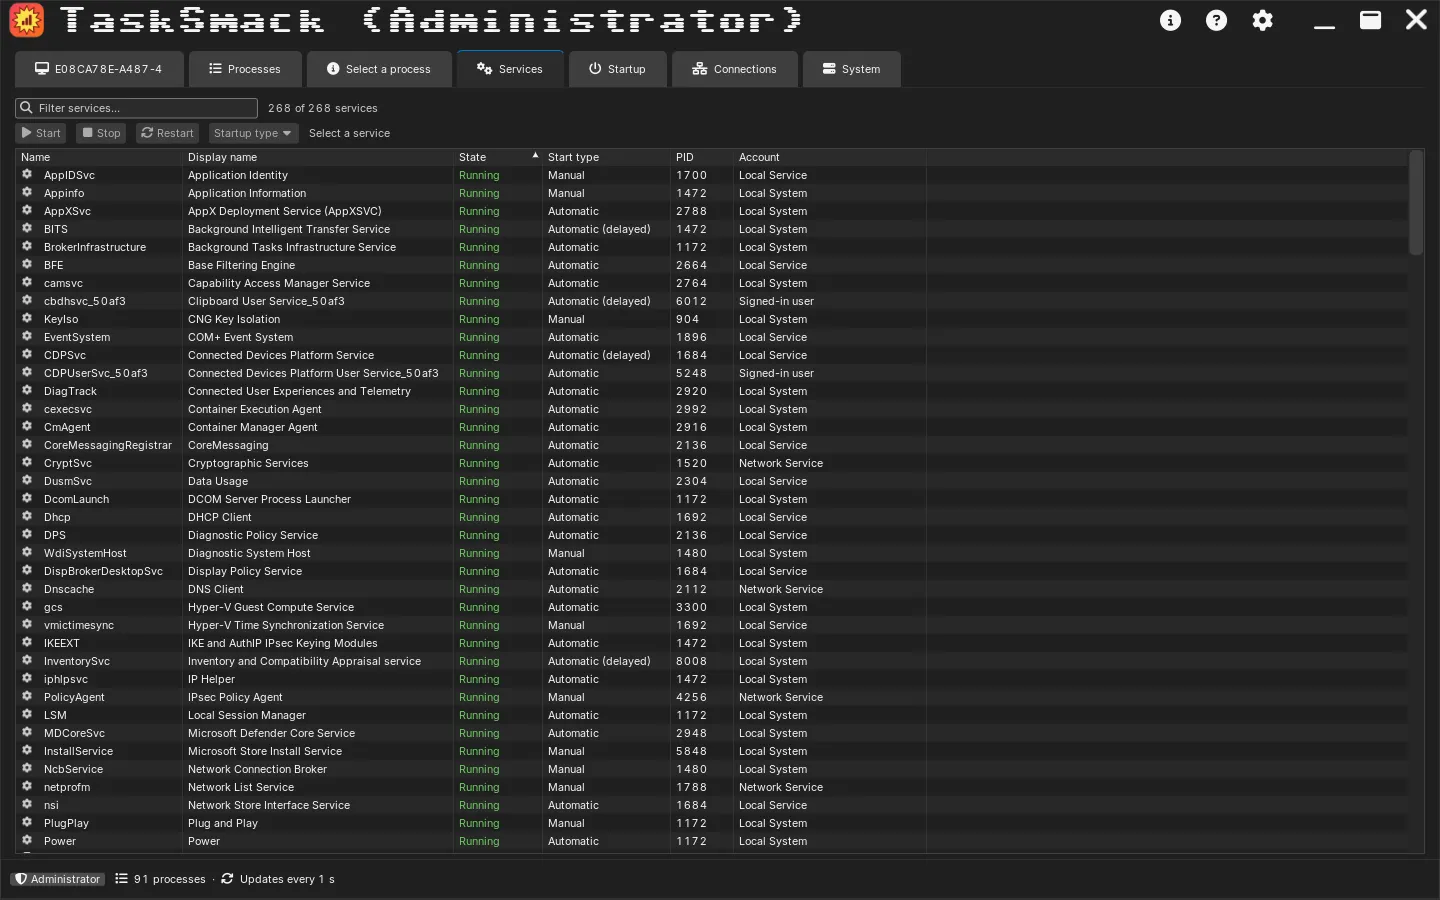 TaskSmack (Administrator)
E08CA78E-A487-4 Processes Select a process Services Startup Connections System
Filter services... 268 of 268 services
Start Stop Restart Startup type Select a service
Name Display name State Start type PID Account
AppIDSvc Application Identity Running Manual 1700 Local Service
Appinfo Application Information Running Manual 1472 Local System
AppXSvc AppX Deployment Service (AppXSVC) Running Automatic 2788 Local System
BITS Background Intelligent Transfer Service Running Automatic (delayed) 1472 Local System
BrokerInfrastructure Background Tasks Infrastructure Service Running Automatic 1172 Local System
BFE Base Filtering Engine Running Automatic 2664 Local Service
camsvc Capability Access Manager Service Running Automatic 2764 Local System
cbdhsvc_50af3 Clipboard User Service_50af3 Running Automatic (delayed) 6012 Signed-in user
KeyIso CNG Key Isolation Running Manual 904 Local System
EventSystem COM+ Event System Running Automatic 1896 Local Service
CDPSvc Connected Devices Platform Service Running Automatic (delayed) 1684 Local Service
CDPUserSvc_50af3 Connected Devices Platform User Service_50af3 Running Automatic 5248 Signed-in user
DiagTrack Connected User Experiences and Telemetry Running Automatic 2920 Local System
cexecsvc Container Execution Agent Running Automatic 2992 Local System
CmAgent Container Manager Agent Running Automatic 2916 Local System
CoreMessagingRegistrar CoreMessaging Running Automatic 2136 Local Service
CryptSvc Cryptographic Services Running Automatic 1520 Network Service
DusmSvc Data Usage Running Automatic 2304 Local Service
DcomLaunch DCOM Server Process Launcher Running Automatic 1172 Local System
Dhcp DHCP Client Running Automatic 1692 Local Service
DPS Diagnostic Policy Service Running Automatic 2136 Local Service
WdiSystemHost Diagnostic System Host Running Manual 1480 Local System
DispBrokerDesktopSvc Display Policy Service Running Automatic 1684 Local Service
Dnscache DNS Client Running Automatic 2112 Network Service
gcs Hyper-V Guest Compute Service Running Automatic 3300 Local System
vmictimesync Hyper-V Time Synchronization Service Running Manual 1692 Local Service
IKEEXT IKE and AuthIP IPsec Keying Modules Running Automatic 1472 Local System
InventorySvc Inventory and Compatibility Appraisal service Running Automatic (delayed) 8008 Local System
iphlpsvc IP Helper Running Automatic 1472 Local System
PolicyAgent IPsec Policy Agent Running Manual 4256 Network Service
LSM Local Session Manager Running Automatic 1172 Local System
MDCoreSvc Microsoft Defender Core Service Running Automatic 2948 Local System
InstallService Microsoft Store Install Service Running Manual 5848 Local System
NcbService Network Connection Broker Running Manual 1480 Local System
netprofm Network List Service Running Manual 1788 Network Service
nsi Network Store Interface Service Running Automatic 1684 Local Service
PlugPlay Plug and Play Running Manual 1172 Local System
Power Power Running Automatic 1172 Local System
Administrator 91 processes · Updates every 1 s